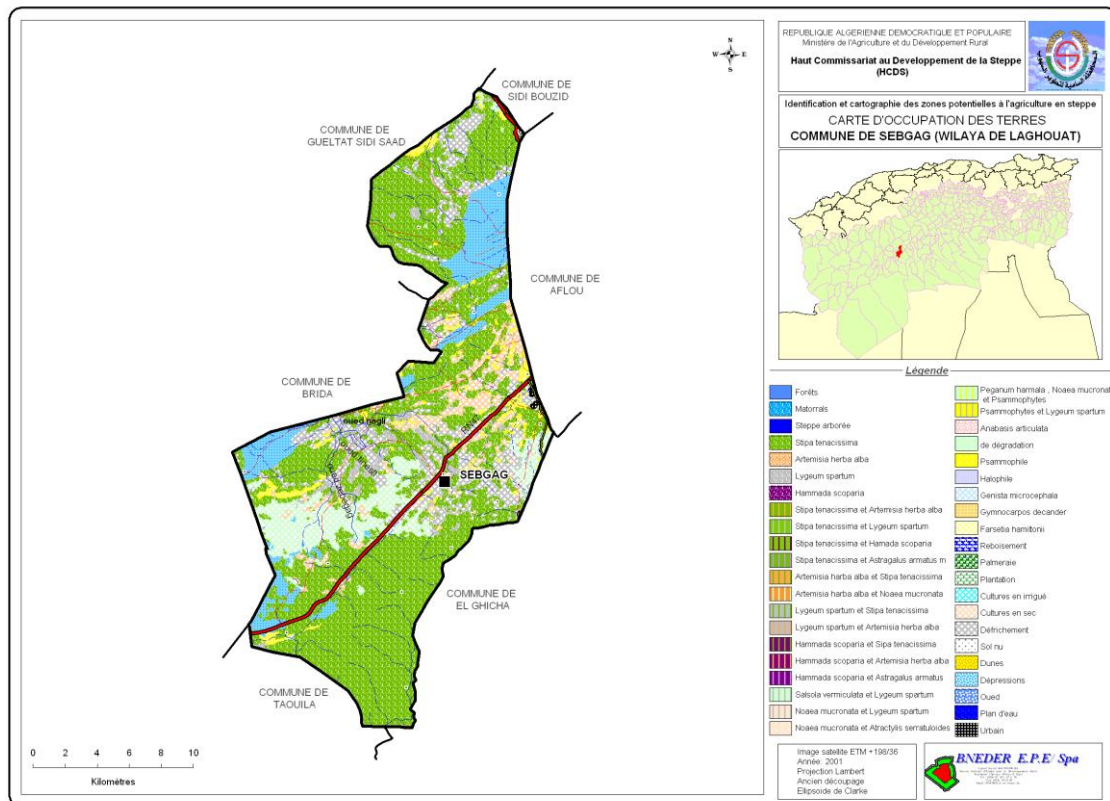 REPUBLIQUE ALGERIENNE DEMOCRATIQUE ET POPULAIRE
Ministère de l'Agriculture et du Dévelopement Rural
Haut Commissariat au Developement de la Steppe
(HCDS)
Identification et cartographie des zones potentielles à l'agriculture en steppe
CARTE D'OCCUPATION DES TERRES
COMMUNE DE SEBGAG (WILAYA DE LAGHOUAT)
N
W E
S
COMMUNE DE
SIDI BOUZID
COMMUNE DE
GUELTAT SIDI SAAD
COMMUNE DE
AFLOU
COMMUNE DE
BRIDA
oued
SEBGAG
COMMUNE DE
EL GHICHA
COMMUNE DE
TAOUILA
0 2 4 6 8 10
Kilométres
Légende
Forêts
Matorrals
Steppe arborée
Stipa tenacissima
Artemisia herba alba
Lygeum spartum
Hammada scoparia
Stipa tenacissima et Artemisia herba alba
Stipa tenacissima et Lygeum spartum
Stipa tenacissima et Hamada scoparia
Stipa tenacissima et Astragalus armatus m
Artemisia herba alba et Stipa tenacissima
Artemisia herba alba et Noaea mucronata
Lygeum spartum et Stipa tenacissima
Lygeum spartum et Artemisia herba alba
Hammada scoparia et Sipa tenacissima
Hammada scoparia et Artemisia herba alba
Hammada scoparia et Astragalus armatus
Salsola vermiculata et Lygeum spartum
Noaea mucronata et Lygeum spartum
Noaea mucronata et Atractylis serratuloides
Peganum harmala , Noaea mucronat
et Psammophytes
Psammophytes et Lygeum spartum
Anabasis articulata
de dégradation
Psammophile
Halophile
Genista microcephala
Gymnocarpos decander
Farsetia hamiltonii
Reboisement
Palmeraie
Plantation
Cultures en irrigué
Cultures en sec
Défrichement
Sol nu
Dunes
Dépressions
Oued
Plan d'eau
Urbain
Image satellite ETM +198/36
Année: 2001
Projection Lambert
Ancien découpage
Ellipsoide de Clarke
BNEDER E.P.E/ Spa